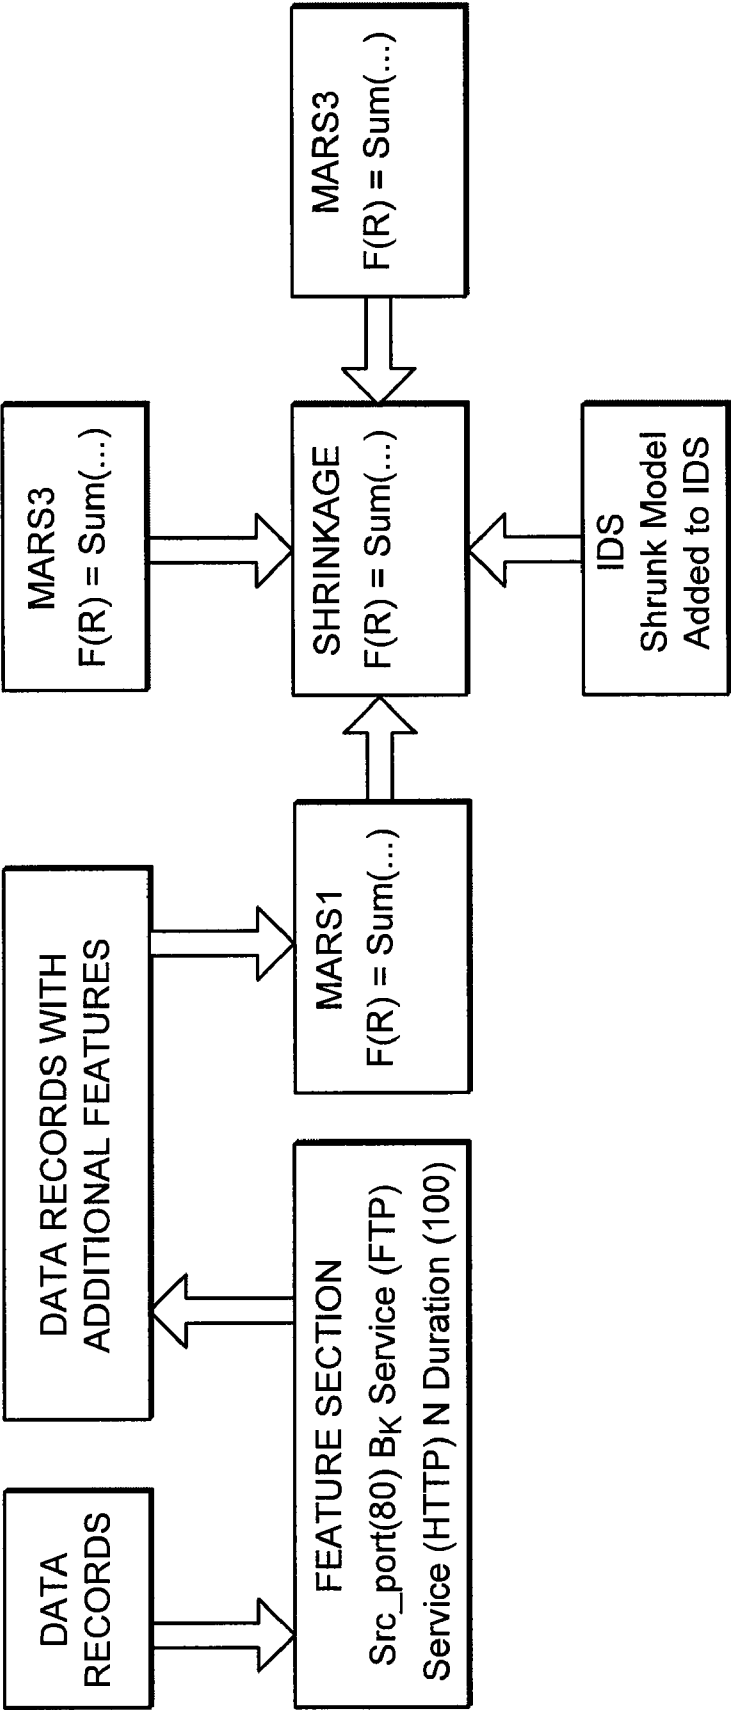 DATA
RECORDS
FEATURE SECTION
Src_port(80) BK Service (FTP)
Service (HTTP) N Duration (100)
DATA RECORDS WITH
ADDITIONAL FEATURES
MARS1
F(R) = Sum(...)
MARS3
F(R) = Sum(...)
SHRINKAGE
F(R) = Sum(...)
IDS
Shrunk Model
Added to IDS
MARS3
F(R) = Sum(...)